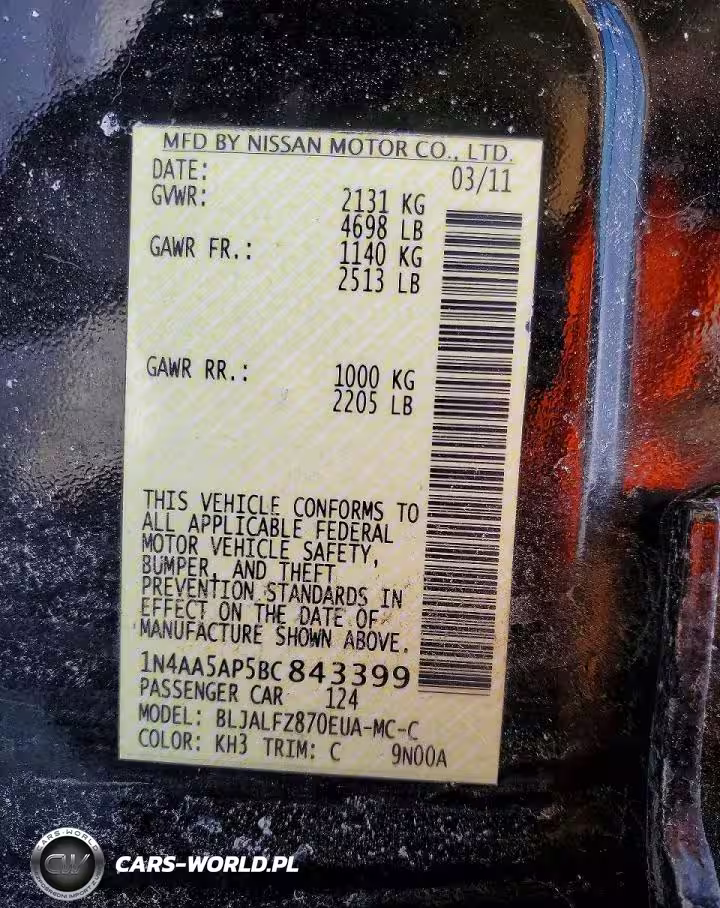 MFD BY NISSAN MOTOR CO., LTD.
DATE: 03/11
GVWR: 2131 KG
4698 LB
GAWR FR.: 1140 KG
2513 LB
GAWR RR.: 1000 KG
2205 LB
THIS VEHICLE CONFORMS TO
ALL APPLICABLE FEDERAL
MOTOR VEHICLE SAFETY,
BUMPER, AND THEFT
PREVENTION STANDARDS IN
EFFECT ON THE DATE OF
MANUFACTURE SHOWN ABOVE.
1N4AA5AP5BC843399
PASSENGER CAR 124
MODEL: BLJALFZ870EUA-MC-C
COLOR: KH3 TRIM: C 9N00A
CARS-WORLD
CW
CARS-WORLD.PL